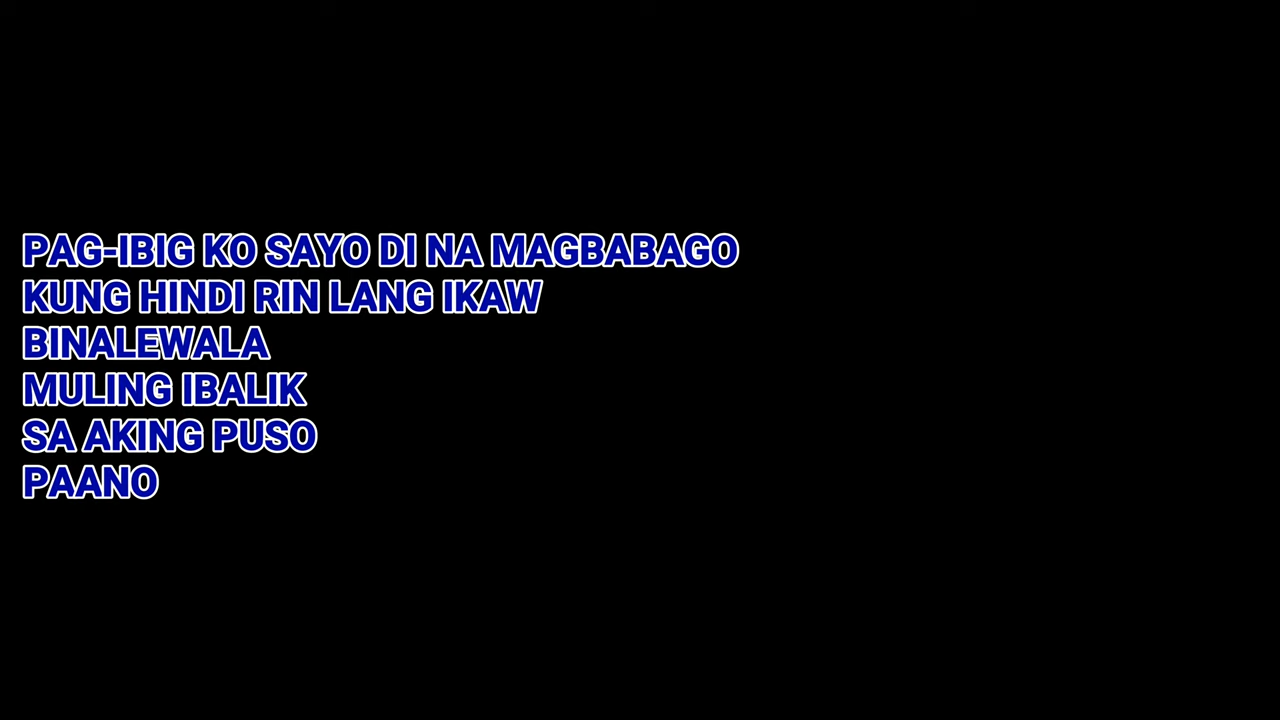 PAG-IBIG KO SAYO DI NA MAGBABAGO
KUNG HINDI RIN LANG IKAW
BINALEWALA
MULING IBALIK
SA AKING PUSO
PAANO